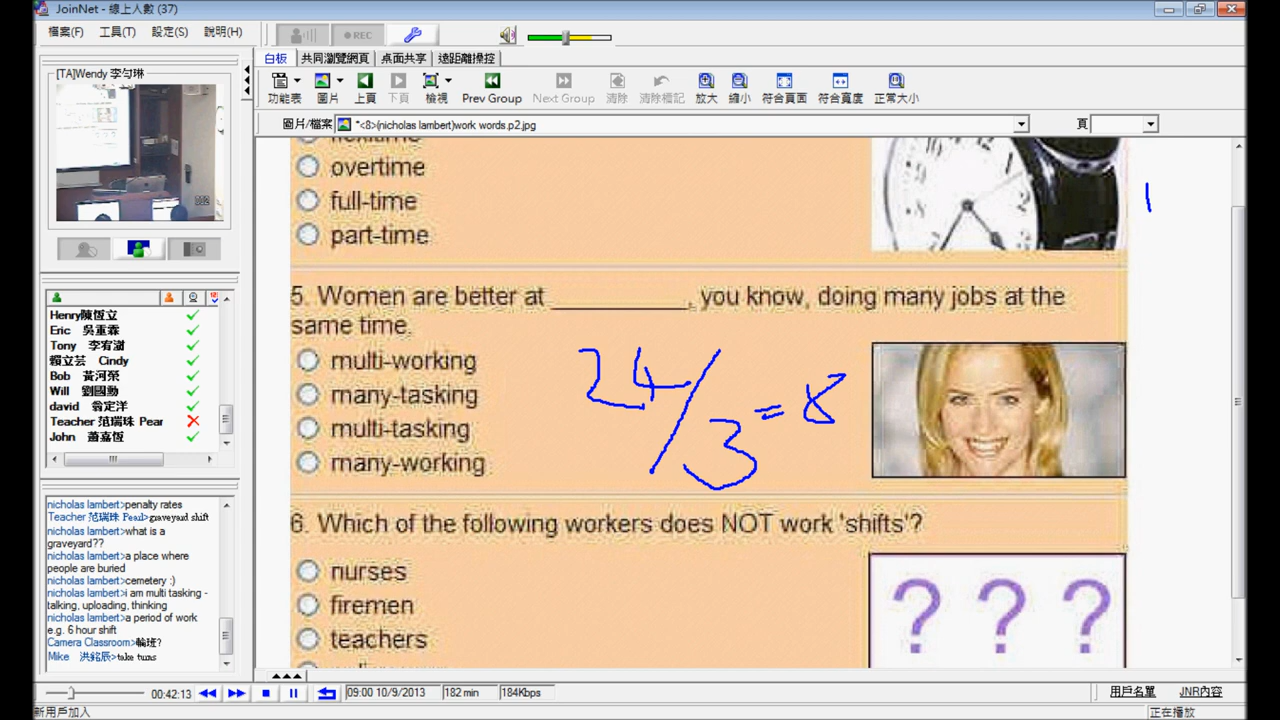 JoinNet - 線上人數 (37)
檔案(F) 工具(T) 設定(S) 說明(H)
REC
[TA]Wendy 李勻琳
白板 共同瀏覽網頁 桌面共享 遠距離操控
功能表 圖片 上頁 下頁 檢視 Prev Group Next Group 清除 清除標記 放大 縮小 符合頁面 符合寬度 正常大小
圖片/檔案 *<8>(nicholas lambert)work words.p2.jpg 頁
overtime
full-time
part-time
5. Women are better at __________, you know, doing many jobs at the
same time.
multi-working
many-tasking
multi-tasking
many-working
24/3=8
6. Which of the following workers does NOT work 'shifts'?
nurses
firemen
teachers
? ? ?
Henry陳恆立
Eric 吳重霖
Tony 李宥澍
賴立芸 Cindy
Bob 黃河榮
Will 劉國勳
david 翁定洋
Teacher 范瑞珠 Pear
John 蕭嘉恆
nicholas lambert>penalty rates
Teacher 范瑞珠 Pearl>graveyard shift
nicholas lambert>what is a
graveyard??
nicholas lambert>a place where
people are buried
nicholas lambert>cemetery :)
nicholas lambert>i am multi tasking -
talking, uploading, thinking
nicholas lambert>a period of work
e.g. 6 hour shift
Camera Classroom>輪班?
Mike 洪銘辰>take turns
00:42:13 09:00 10/9/2013 182 min 184Kbps 用戶名單 JNR內容
新用戶加入 正在播放